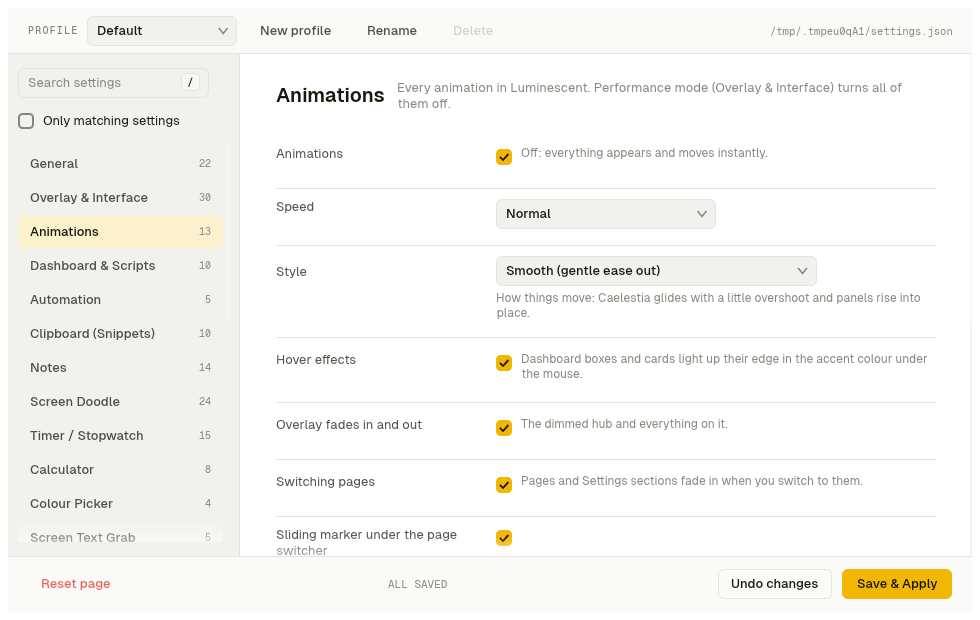 PROFILE
Default
New profile
Rename
Delete
/tmp/.tmpeu0qA1/settings.json
Search settings
/
Only matching settings
General 22
Overlay & Interface 30
Animations 13
Dashboard & Scripts 10
Automation 5
Clipboard (Snippets) 10
Notes 14
Screen Doodle 24
Timer / Stopwatch 15
Calculator 8
Colour Picker 4
Screen Text Grab 5
Animations
Every animation in Luminescent. Performance mode (Overlay & Interface) turns all of
them off.
Animations
Off: everything appears and moves instantly.
Speed
Normal
Style
Smooth (gentle ease out)
How things move: Caelestia glides with a little overshoot and panels rise into
place.
Hover effects
Dashboard boxes and cards light up their edge in the accent colour under
the mouse.
Overlay fades in and out
The dimmed hub and everything on it.
Switching pages
Pages and Settings sections fade in when you switch to them.
Sliding marker under the page
switcher
Reset page
ALL SAVED
Undo changes
Save & Apply